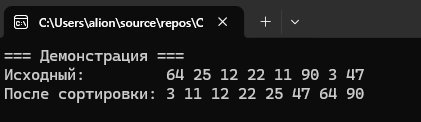 C:\Users\alion\source\repos\C
=== Демонстрация ===
Исходный: 64 25 12 22 11 90 3 47
После сортировки: 3 11 12 22 25 47 64 90